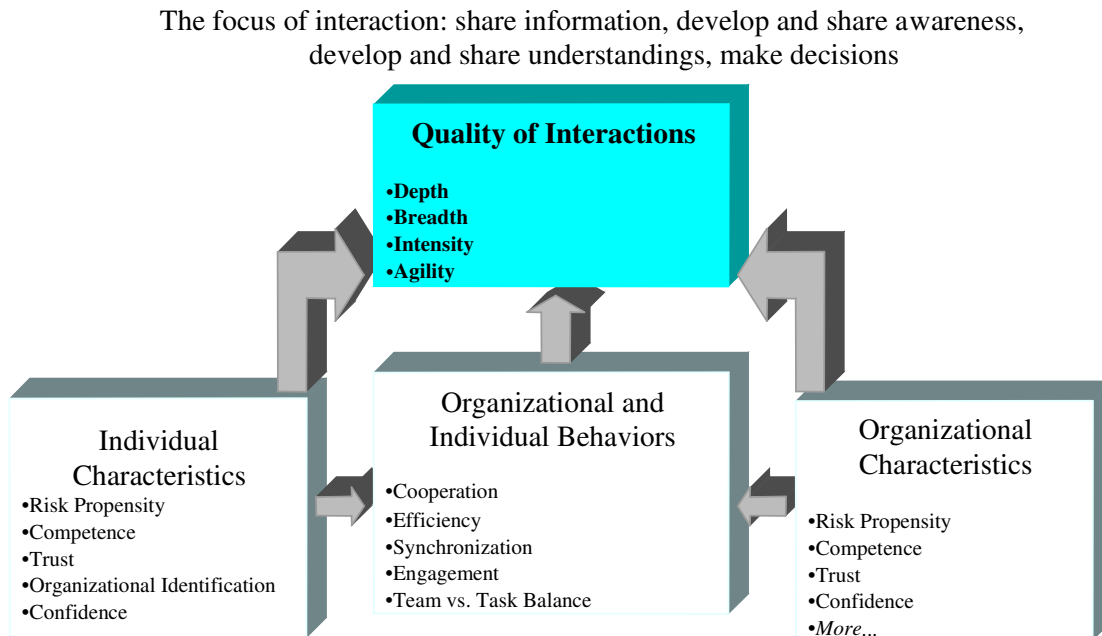 The focus of interaction: share information, develop and share awareness,
develop and share understandings, make decisions
Quality of Interactions
•Depth
•Breadth
•Intensity
•Agility
Individual
Characteristics
•Risk Propensity
•Competence
•Trust
•Organizational Identification
•Confidence
Organizational and
Individual Behaviors
•Cooperation
•Efficiency
•Synchronization
•Engagement
•Team vs. Task Balance
Organizational
Characteristics
•Risk Propensity
•Competence
•Trust
•Confidence
•More...